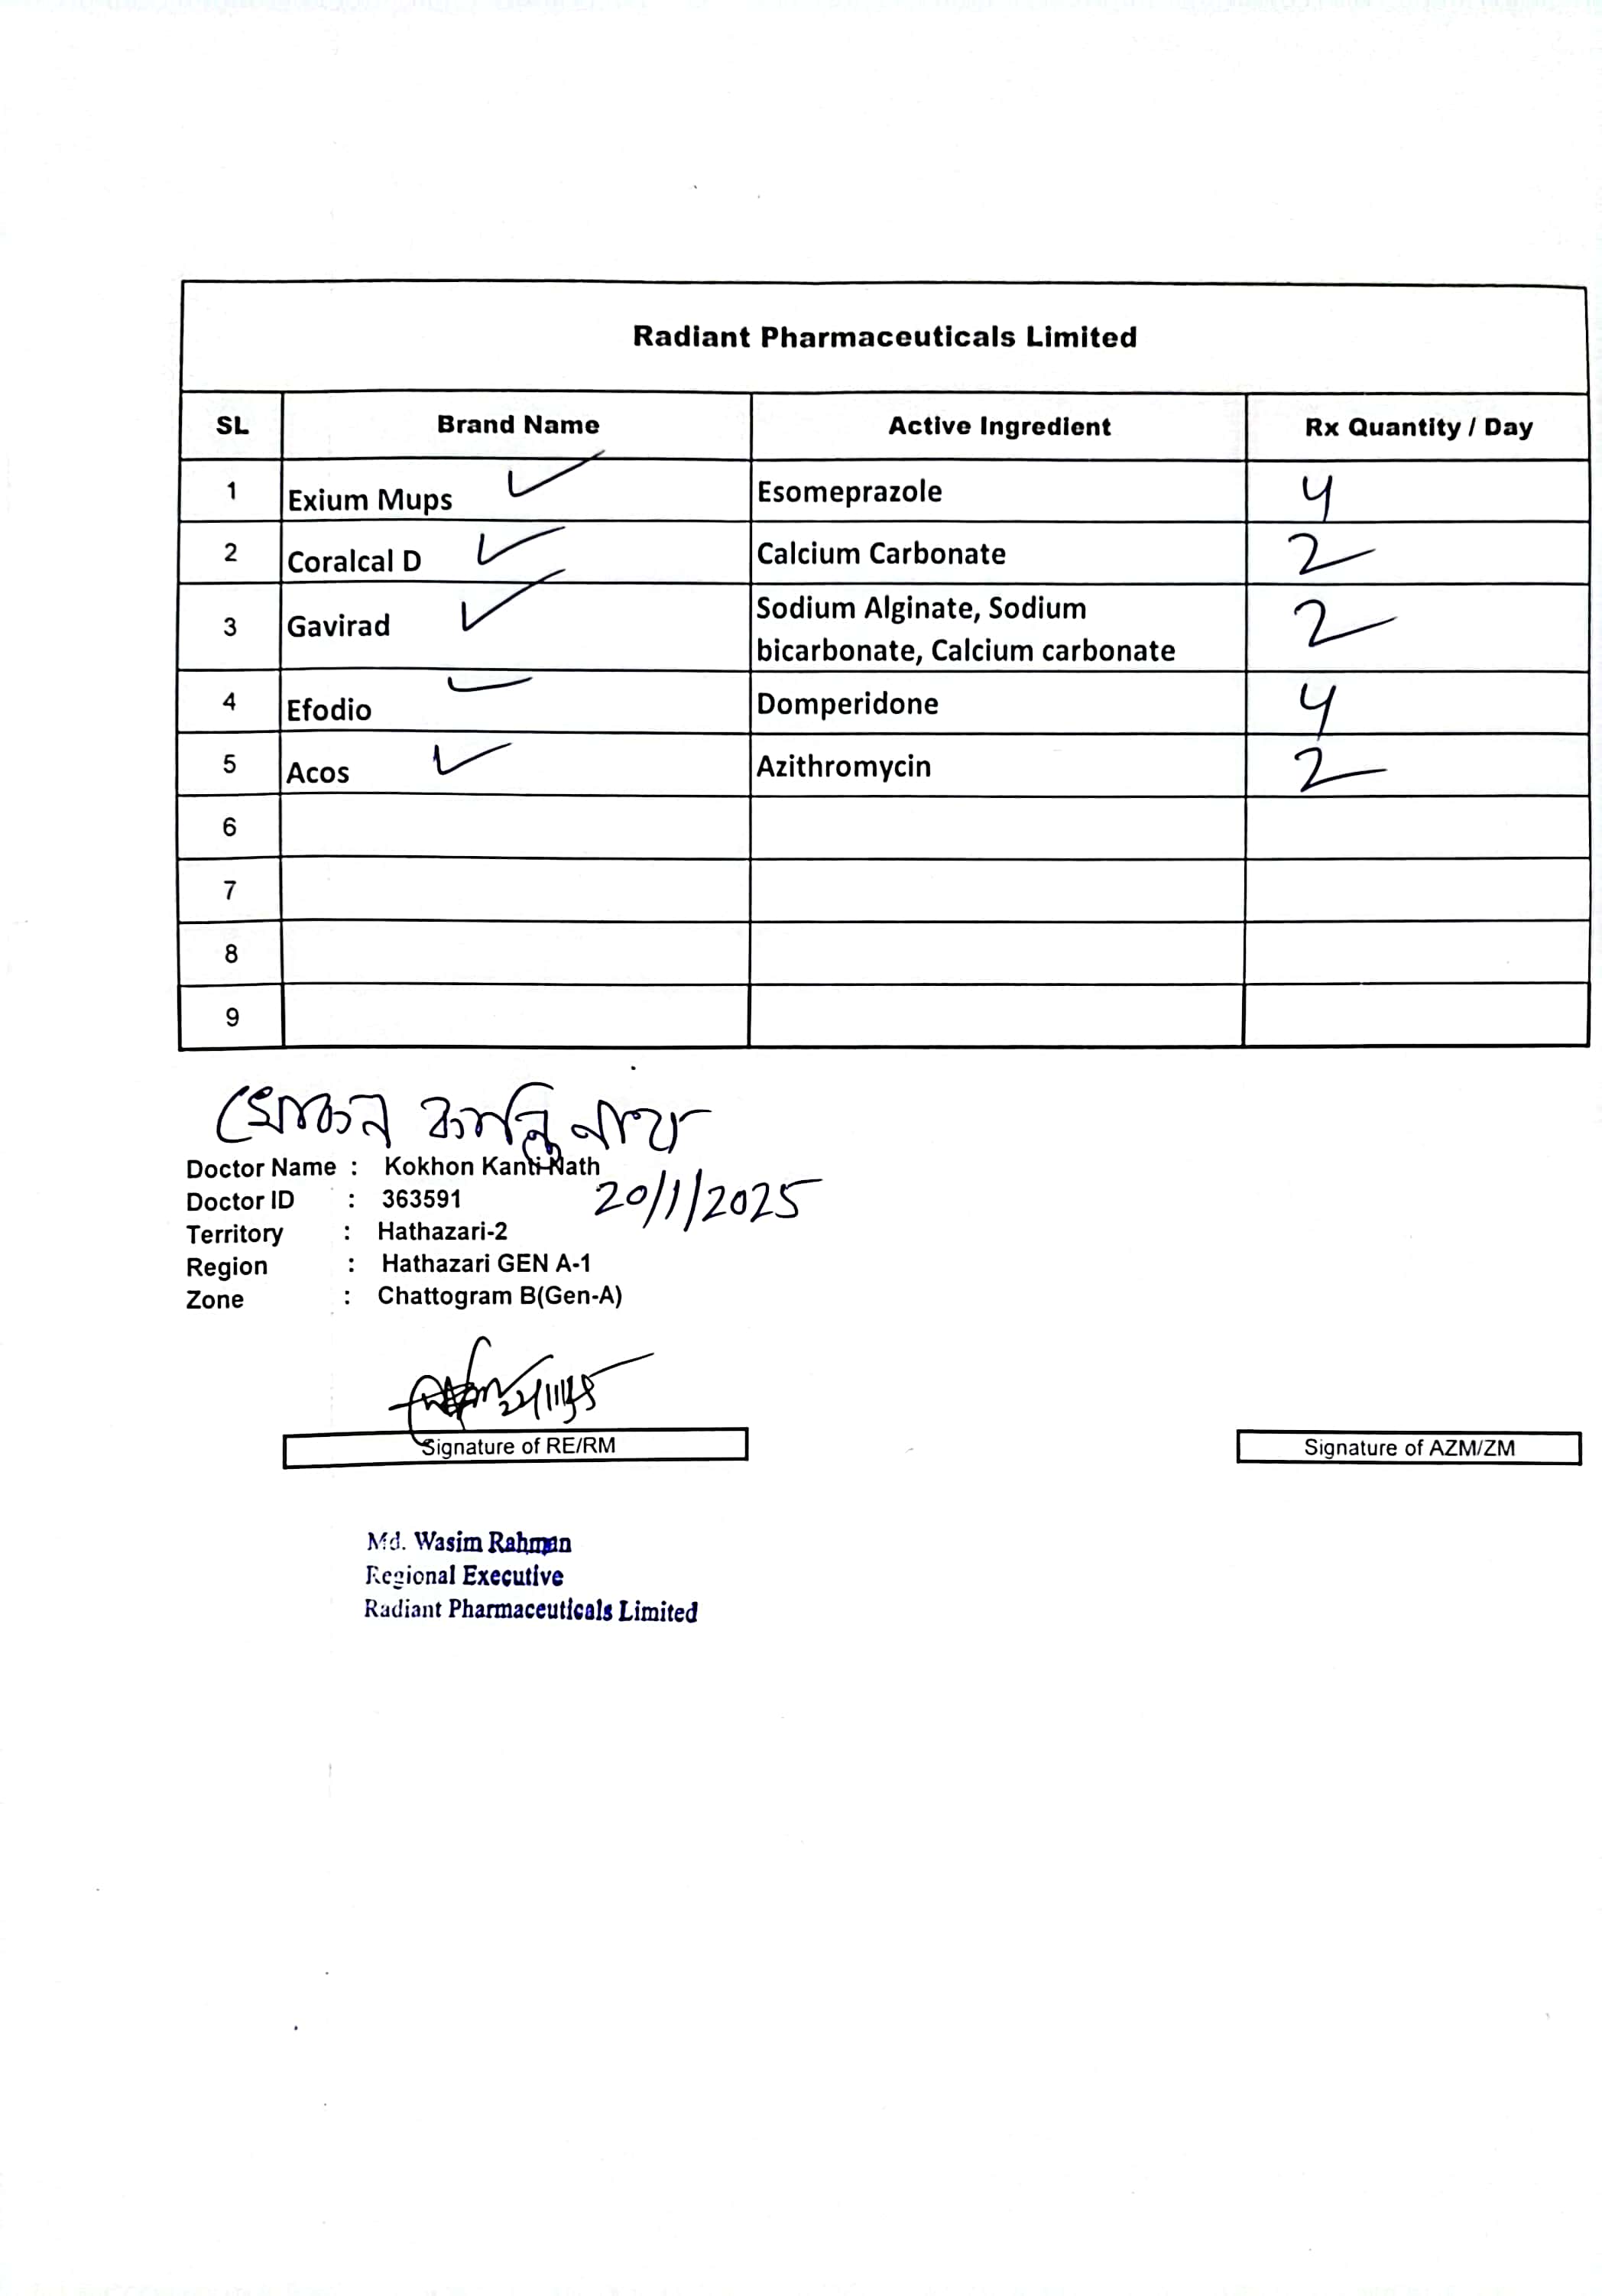 Radiant Pharmaceuticals Limited
SL Brand Name Active Ingredient Rx Quantity / Day
1 Exium Mups ✓ Esomeprazole 4
2 Coralcal D ✓ Calcium Carbonate 2
3 Gavirad ✓ Sodium Alginate, Sodium bicarbonate, Calcium carbonate 2
4 Efodio ✓ Domperidone 4
5 Acos ✓ Azithromycin 2
6
7
8
9
খোকন কান্তি নাথ
Doctor Name : Kokhon Kanti Nath
20/1/2025
Doctor ID : 363591
Territory : Hathazari-2
Region : Hathazari GEN A-1
Zone : Chattogram B(Gen-A)
Signature of RE/RM
Signature of AZM/ZM
Md. Wasim Rahman
Regional Executive
Radiant Pharmaceuticals Limited